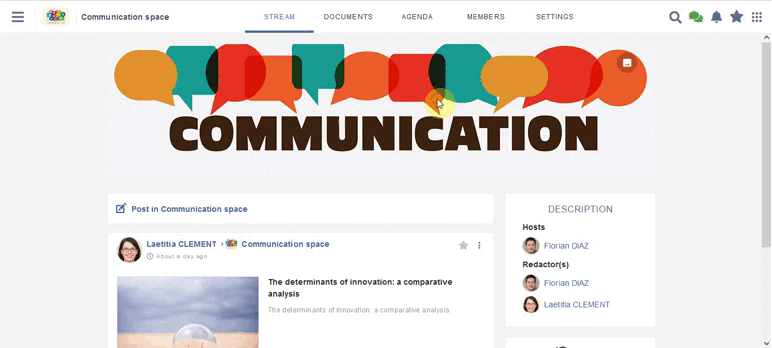 Communication space
STREAM
DOCUMENTS
AGENDA
MEMBERS
SETTINGS
COMMUNICATION
Post in Communication space
Laetitia CLEMENT > Communication space
About a day ago
The determinants of innovation: a comparative
analysis
The determinants of innovation: a comparative analysis
DESCRIPTION
Hosts
Florian DIAZ
Redactor(s)
Florian DIAZ
Laetitia CLEMENT